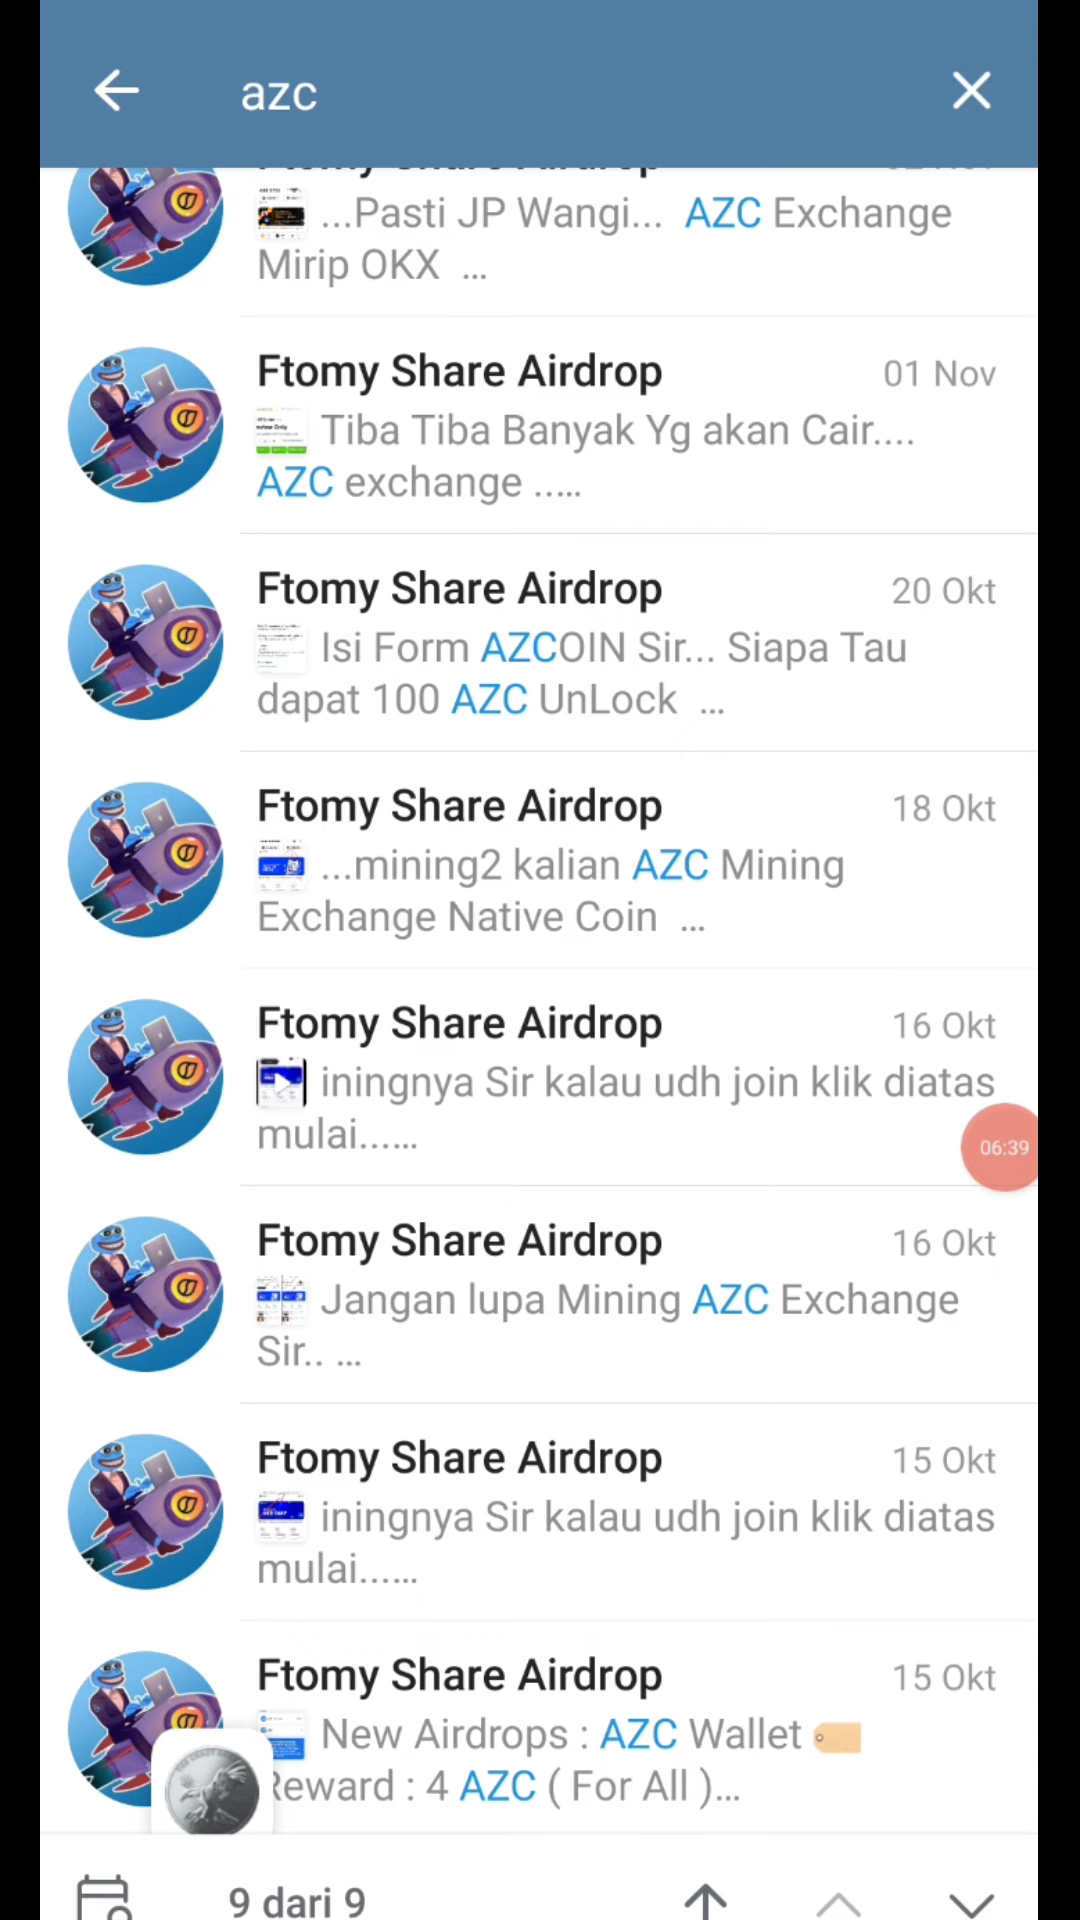 azc
Ftomy Share Airdrop
...Pasti JP Wangi... AZC Exchange
Mirip OKX ...
Ftomy Share Airdrop 01 Nov
Tiba Tiba Banyak Yg akan Cair....
AZC exchange ......
Ftomy Share Airdrop 20 Okt
Isi Form AZCOIN Sir... Siapa Tau
dapat 100 AZC UnLock ...
Ftomy Share Airdrop 18 Okt
...mining2 kalian AZC Mining
Exchange Native Coin ...
Ftomy Share Airdrop 16 Okt
iningnya Sir kalau udh join klik diatas
mulai......
06:39
Ftomy Share Airdrop 16 Okt
Jangan lupa Mining AZC Exchange
Sir.. ...
Ftomy Share Airdrop 15 Okt
iningnya Sir kalau udh join klik diatas
mulai......
Ftomy Share Airdrop 15 Okt
New Airdrops : AZC Wallet
Reward : 4 AZC ( For All )...
9 dari 9